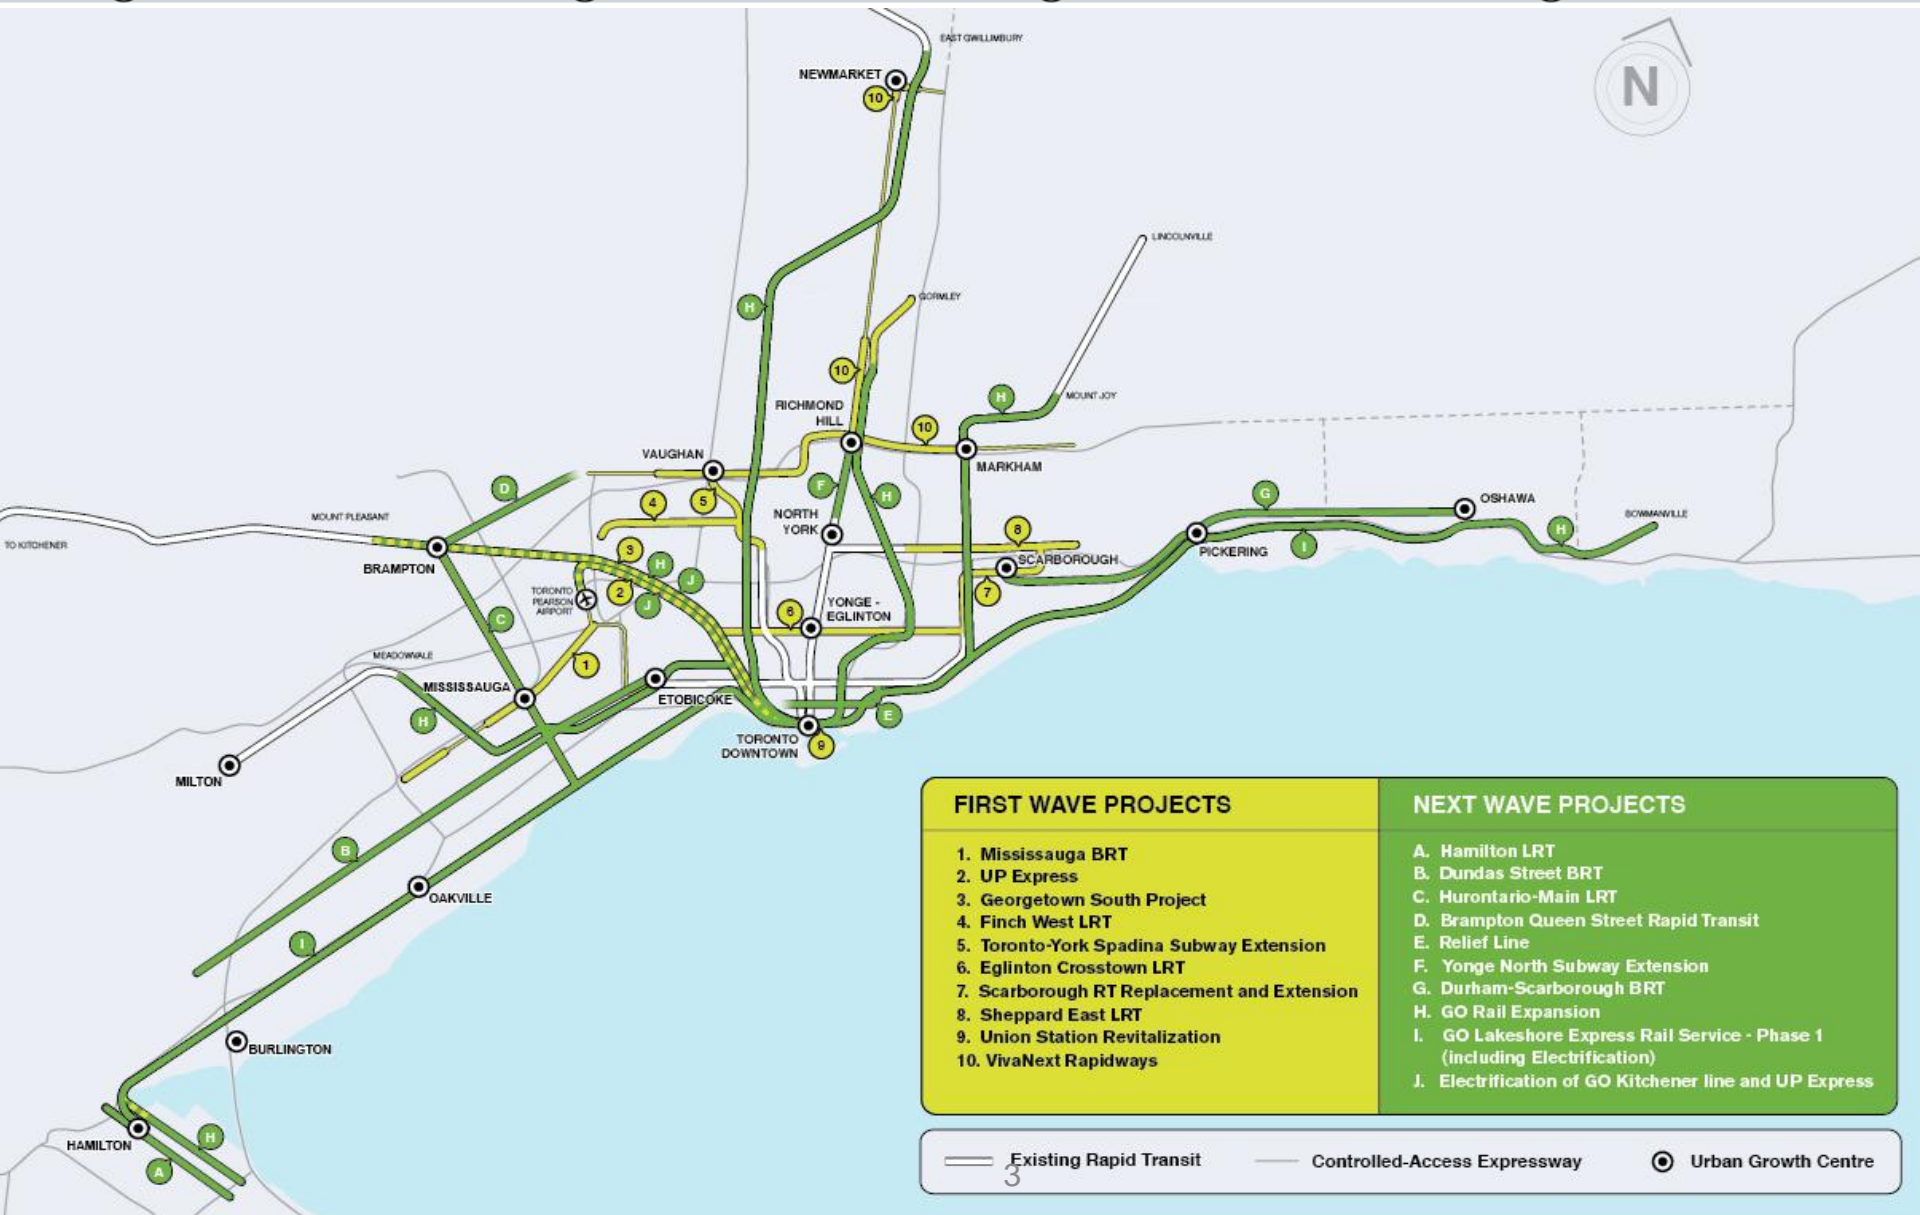 EAST GWILLIMBURY
NEWMARKET
N
10
LINCOLNVILLE
H
GORMLEY
10
RICHMOND
HILL
H
MOUNT JOY
10
VAUGHAN
MARKHAM
D
4
5
F
H
G
OSHAWA
NORTH
YORK
8
BOWMANVILLE
MOUNT PLEASANT
TO KITCHENER
BRAMPTON
3
H
J
SCARBOROUGH
PICKERING
I
H
TORONTO
PEARSON
AIRPORT
2
J
7
C
6
YONGE -
EGLINTON
MEADOWVALE
1
MISSISSAUGA
ETOBICOKE
H
E
TORONTO
DOWNTOWN
9
MILTON
B
OAKVILLE
I
BURLINGTON
HAMILTON
H
A
FIRST WAVE PROJECTS
1. Mississauga BRT
2. UP Express
3. Georgetown South Project
4. Finch West LRT
5. Toronto-York Spadina Subway Extension
6. Eglinton Crosstown LRT
7. Scarborough RT Replacement and Extension
8. Sheppard East LRT
9. Union Station Revitalization
10. VivaNext Rapidways
NEXT WAVE PROJECTS
A. Hamilton LRT
B. Dundas Street BRT
C. Hurontario-Main LRT
D. Brampton Queen Street Rapid Transit
E. Relief Line
F. Yonge North Subway Extension
G. Durham-Scarborough BRT
H. GO Rail Expansion
I. GO Lakeshore Express Rail Service - Phase 1
(including Electrification)
J. Electrification of GO Kitchener line and UP Express
Existing Rapid Transit
Controlled-Access Expressway
Urban Growth Centre
3